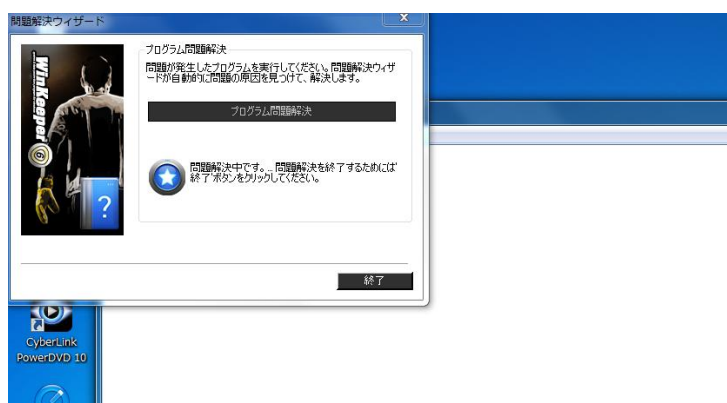 問題解決ウィザード
x
WinKeeper 6
プログラム問題解決
問題が発生したプログラムを実行してください。問題解決ウィザ
ードが自動的に問題の原因を見つけて、解決します。
プログラム問題解決
?
問題解決中です。... 問題解決を終了するためには'
終了'ボタンをクリックしてください。
終了
CyberLink
PowerDVD 10